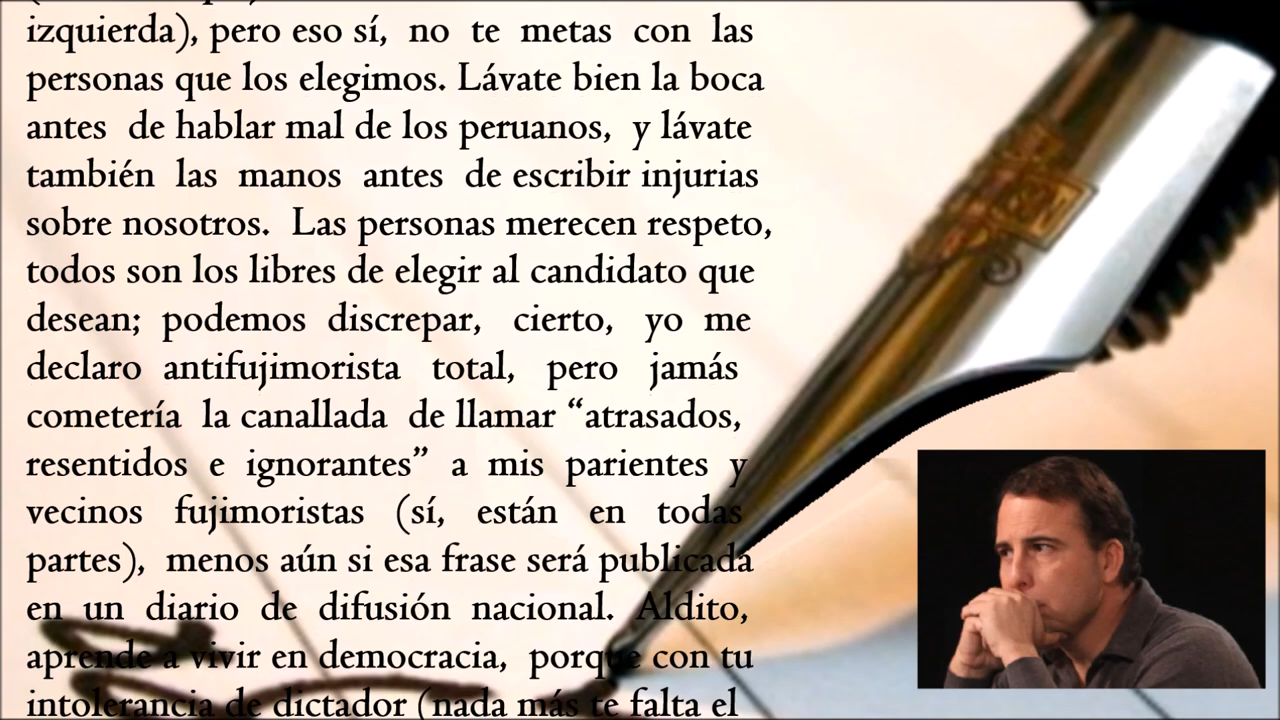 izquierda), pero eso sí, no te metas con las
personas que los elegimos. Lávate bien la boca
antes de hablar mal de los peruanos, y lávate
también las manos antes de escribir injurias
sobre nosotros. Las personas merecen respeto,
todos son los libres de elegir al candidato que
desean; podemos discrepar, cierto, yo me
declaro antifujimorista total, pero jamás
cometería la canallada de llamar “atrasados,
resentidos e ignorantes” a mis parientes y
vecinos fujimoristas (sí, están en todas
partes), menos aún si esa frase será publicada
en un diario de difusión nacional. Aldito,
aprende a vivir en democracia, porque con tu
intolerancia de dictador (nada más te falta el